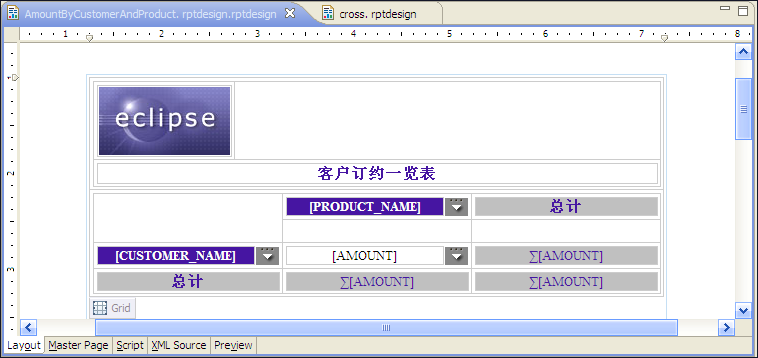 AmountByCustomerAndProduct. rptdesign.rptdesign cross. rptdesign
1 2 3 4 5 6 7 8
eclipse
客户订约一览表
2
[PRODUCT_NAME] 总计
[CUSTOMER_NAME] [AMOUNT] ∑[AMOUNT]
3
总计 ∑[AMOUNT] ∑[AMOUNT]
Grid
Layout Master Page Script XML Source Preview